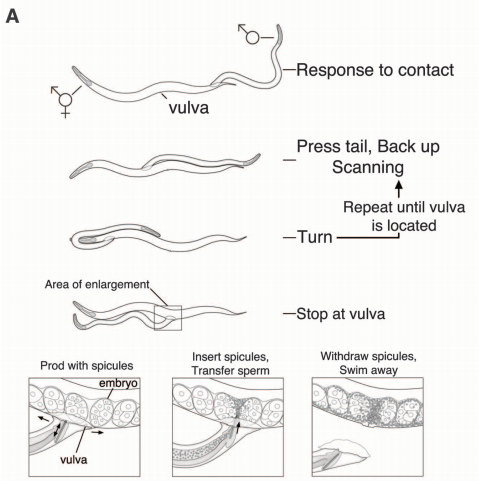 A
Response to contact
vulva
Press tail, Back up
Scanning
Repeat until vulva
is located
Turn
Area of enlargement
Stop at vulva
Prod with spicules
Insert spicules,
Transfer sperm
Withdraw spicules,
Swim away
embryo
vulva